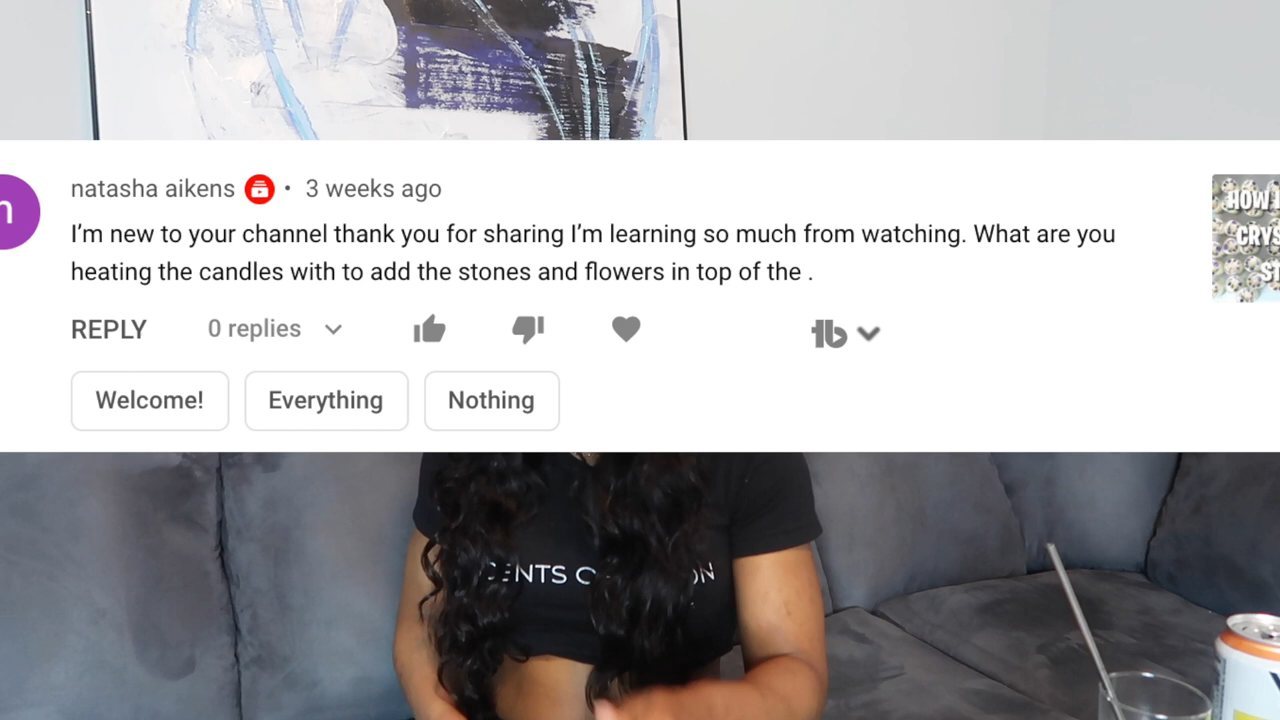 natasha aikens • 3 weeks ago
I'm new to your channel thank you for sharing I'm learning so much from watching. What are you
heating the candles with to add the stones and flowers in top of the .
REPLY 0 replies
Welcome! Everything Nothing